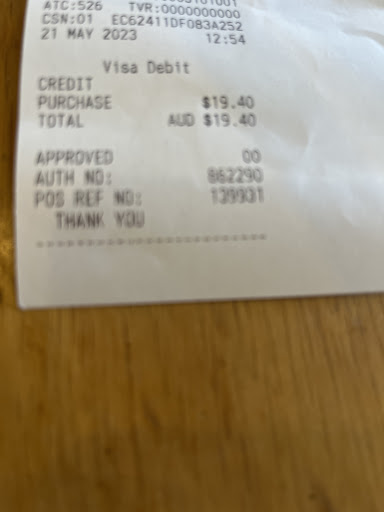 ATC:526 TVR:0000000000
CSN:01 EC62411DF083A252
21 MAY 2023 12:54
Visa Debit
CREDIT
PURCHASE $19.40
TOTAL AUD $19.40
APPROVED 00
AUTH NO: 862290
POS REF NO: 139931
THANK YOU